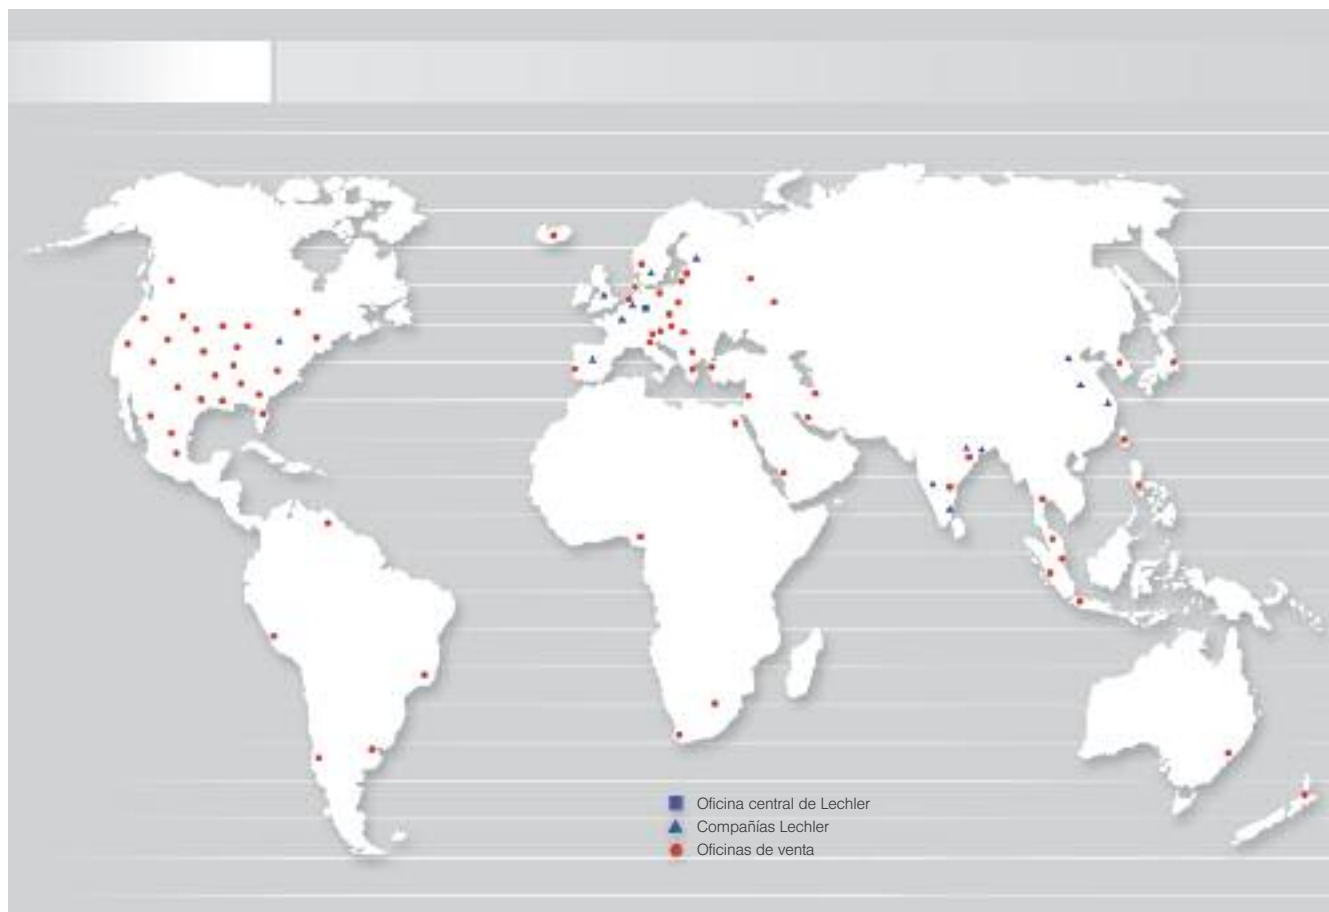 Oficina central de Lechler
Compañías Lechler
Oficinas de venta